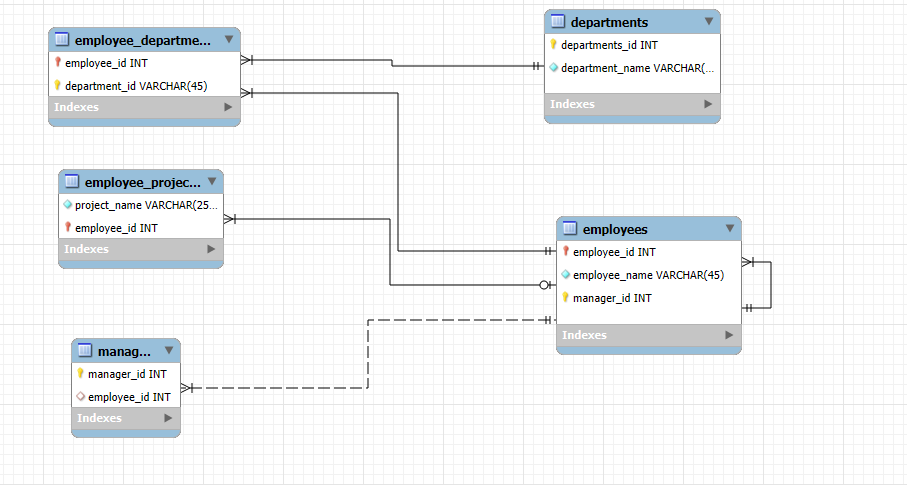 employee_departme...
employee_id INT
department_id VARCHAR(45)
Indexes
departments
departments_id INT
department_name VARCHAR(...
Indexes
employee_projec...
project_name VARCHAR(25...
employee_id INT
Indexes
employees
employee_id INT
employee_name VARCHAR(45)
manager_id INT
Indexes
manag...
manager_id INT
employee_id INT
Indexes